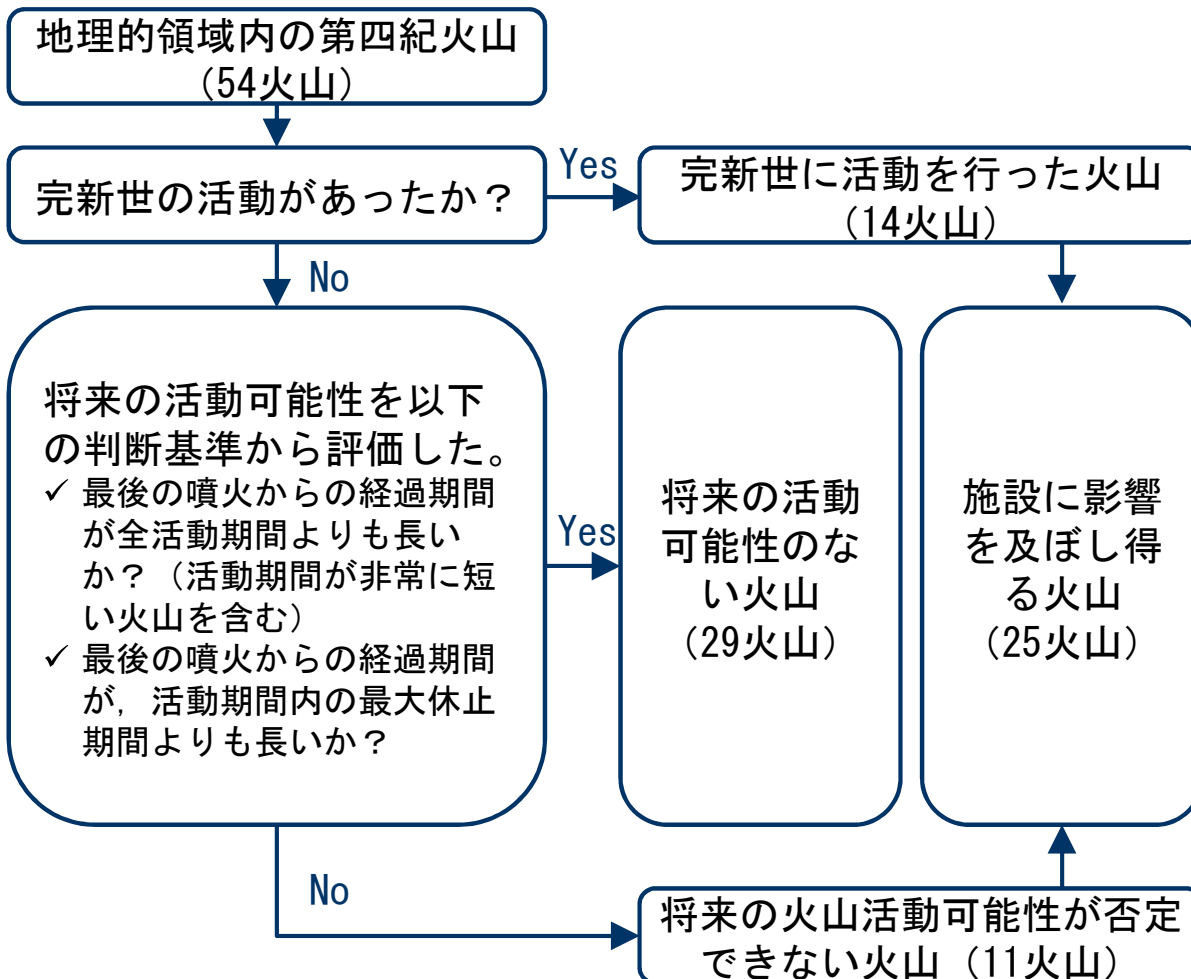 地理的領域内の第四紀火山
（54火山）
完新世の活動があったか？
Yes
完新世に活動を行った火山
（14火山）
No
将来の活動可能性を以下
の判断基準から評価した。
✓ 最後の噴火からの経過期間
が全活動期間よりも長い
か？（活動期間が非常に短
い火山を含む）
✓ 最後の噴火からの経過期間
が，活動期間内の最大休止
期間よりも長いか？
Yes
将来の活動
可能性のな
い火山
（29火山）
施設に影響
を及ぼし得
る火山
（25火山）
No
将来の火山活動可能性が否定
できない火山（11火山）